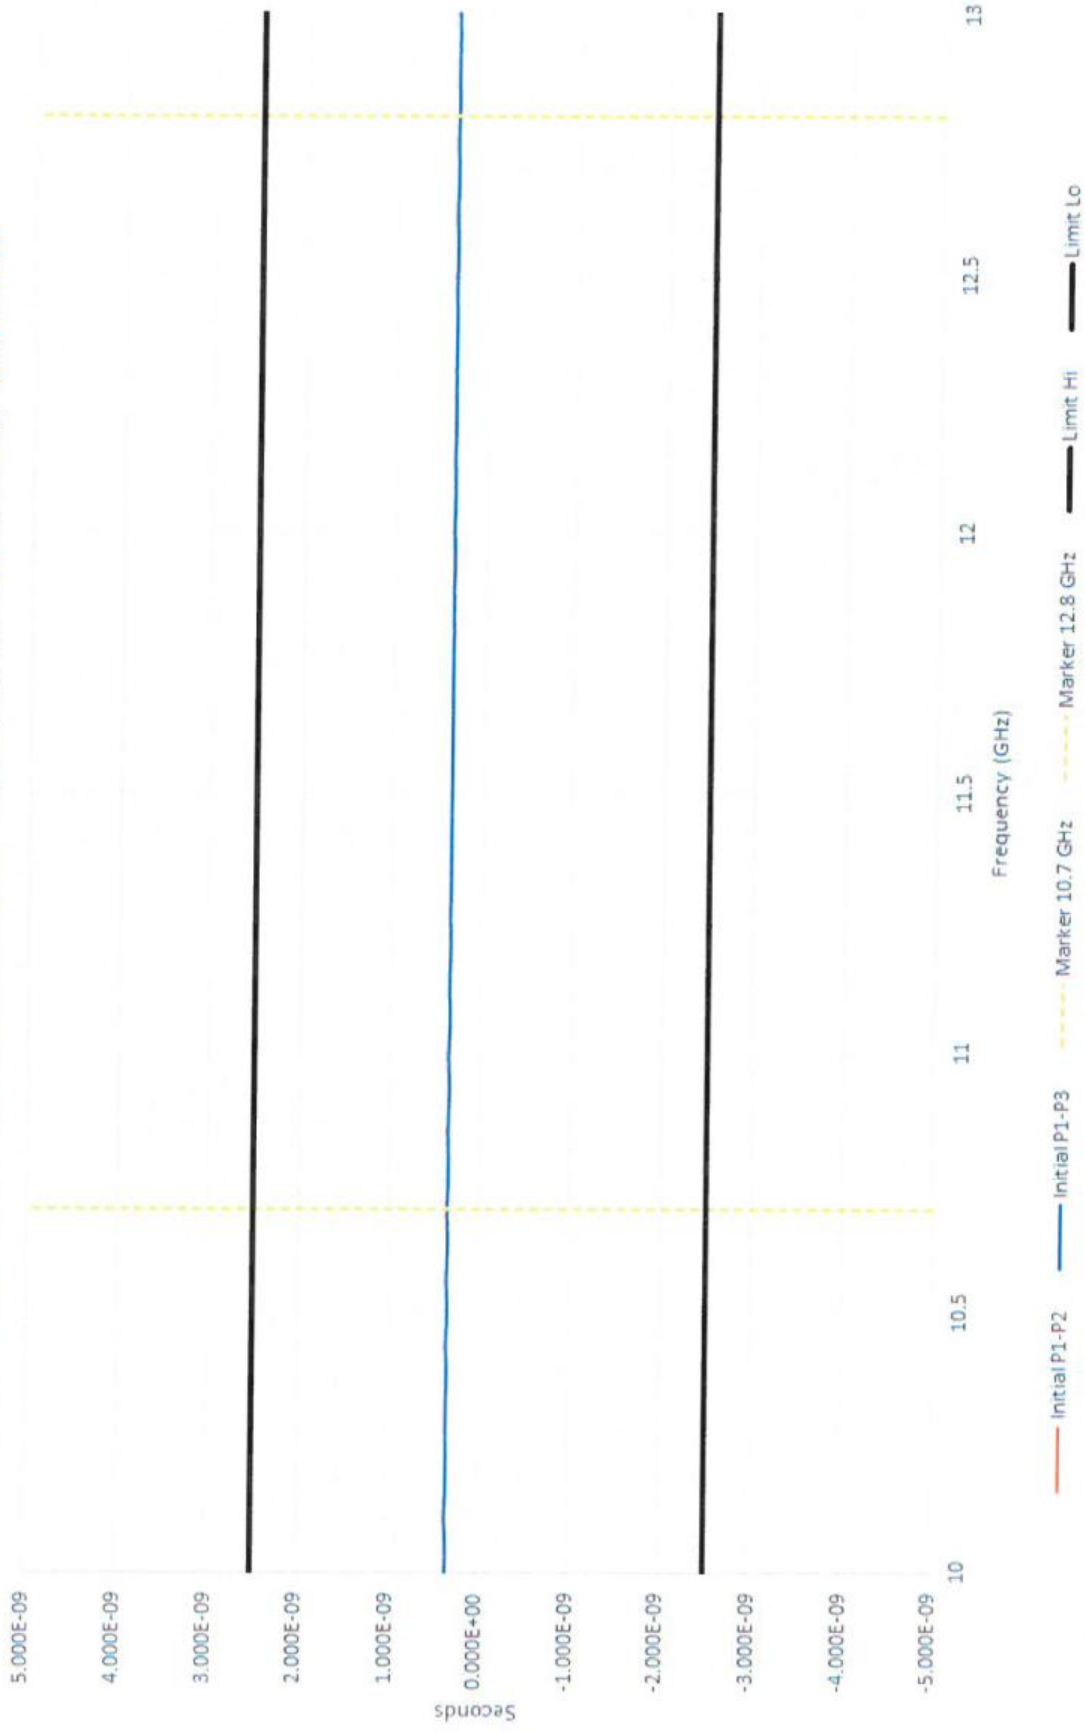 5.000E-09
4.000E-09
3.000E-09
2.000E-09
1.000E-09
0.000E+00
-1.000E-09
-2.000E-09
-3.000E-09
-4.000E-09
-5.000E-09
Seconds
10 10.5 11 11.5 12 12.5 13
Frequency (GHz)
Initial P1-P2 Initial P1-P3 Marker 10.7 GHz Marker 12.8 GHz Limit Hi Limit Lo